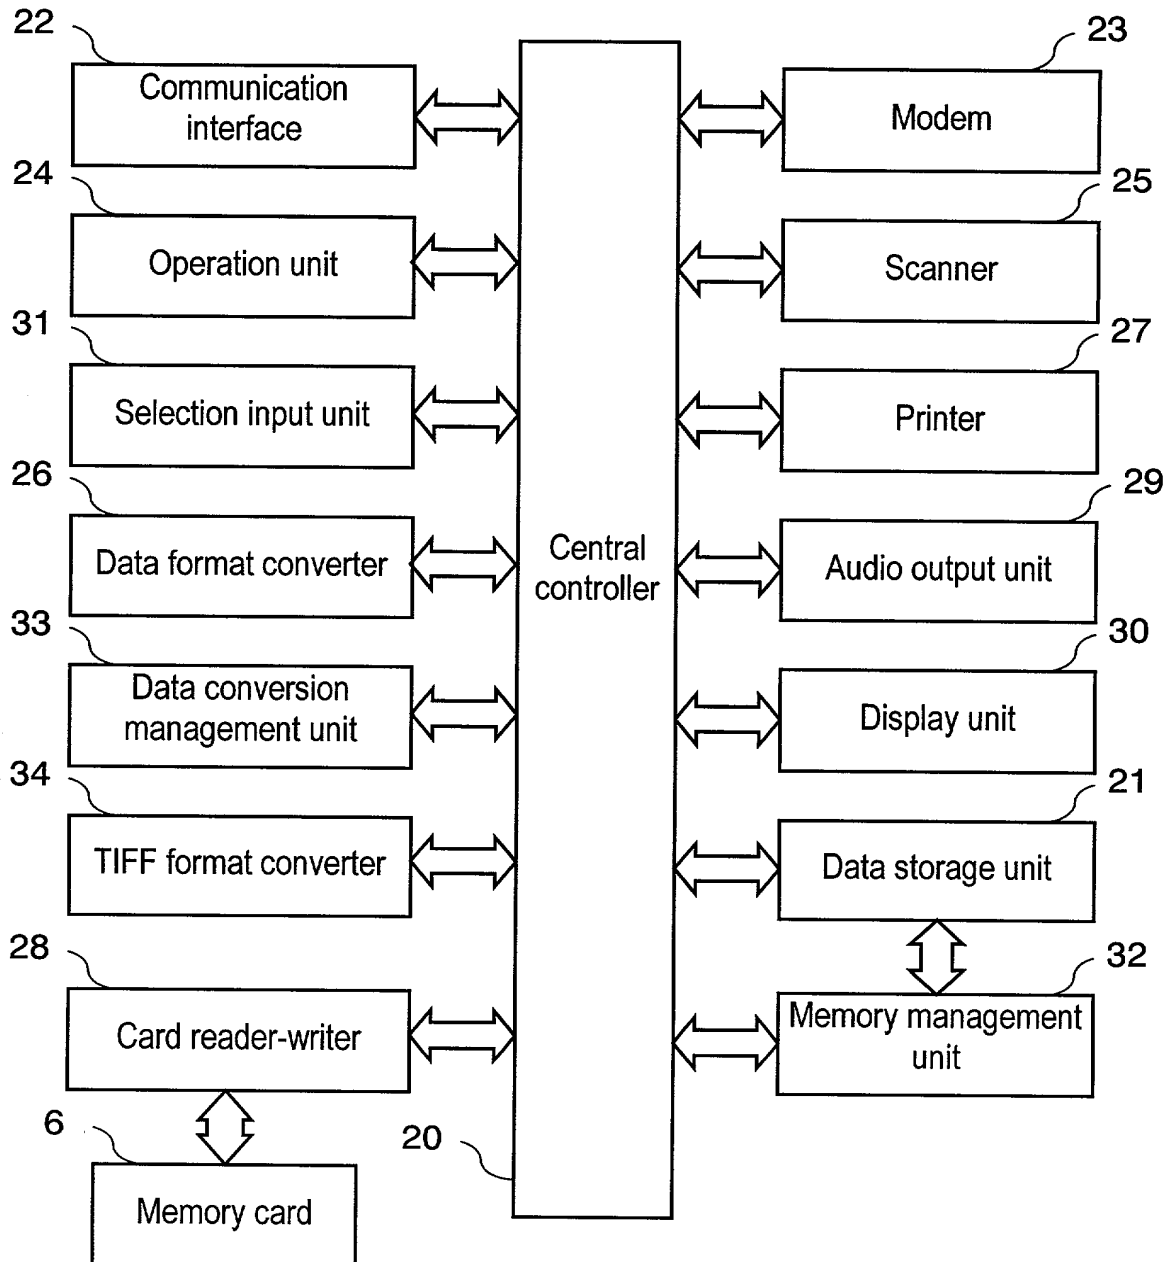 22
23
Communication
interface
Modem
24
25
Operation unit
Scanner
31
27
Selection input unit
Printer
26
29
Data format converter
Central
controller
Audio output unit
33
30
Data conversion
management unit
Display unit
34
21
TIFF format converter
Data storage unit
28
32
Card reader-writer
Memory management
unit
6
20
Memory card